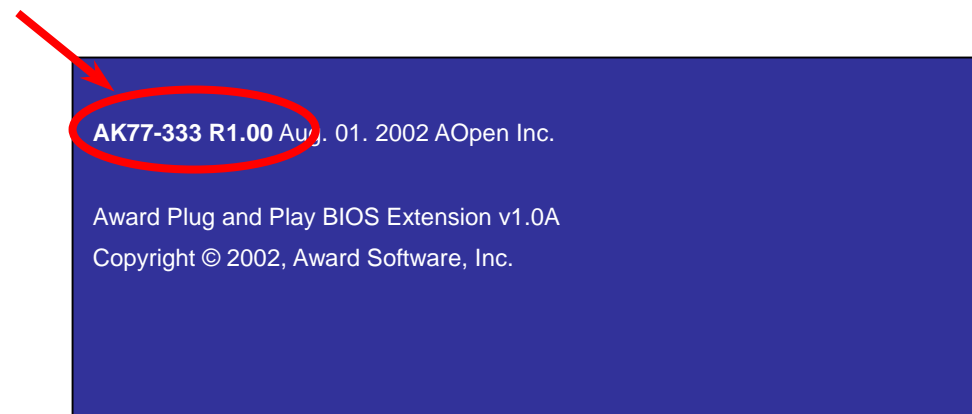 AK77-333 R1.00 Aug. 01. 2002 AOpen Inc.
Award Plug and Play BIOS Extension v1.0A
Copyright © 2002, Award Software, Inc.